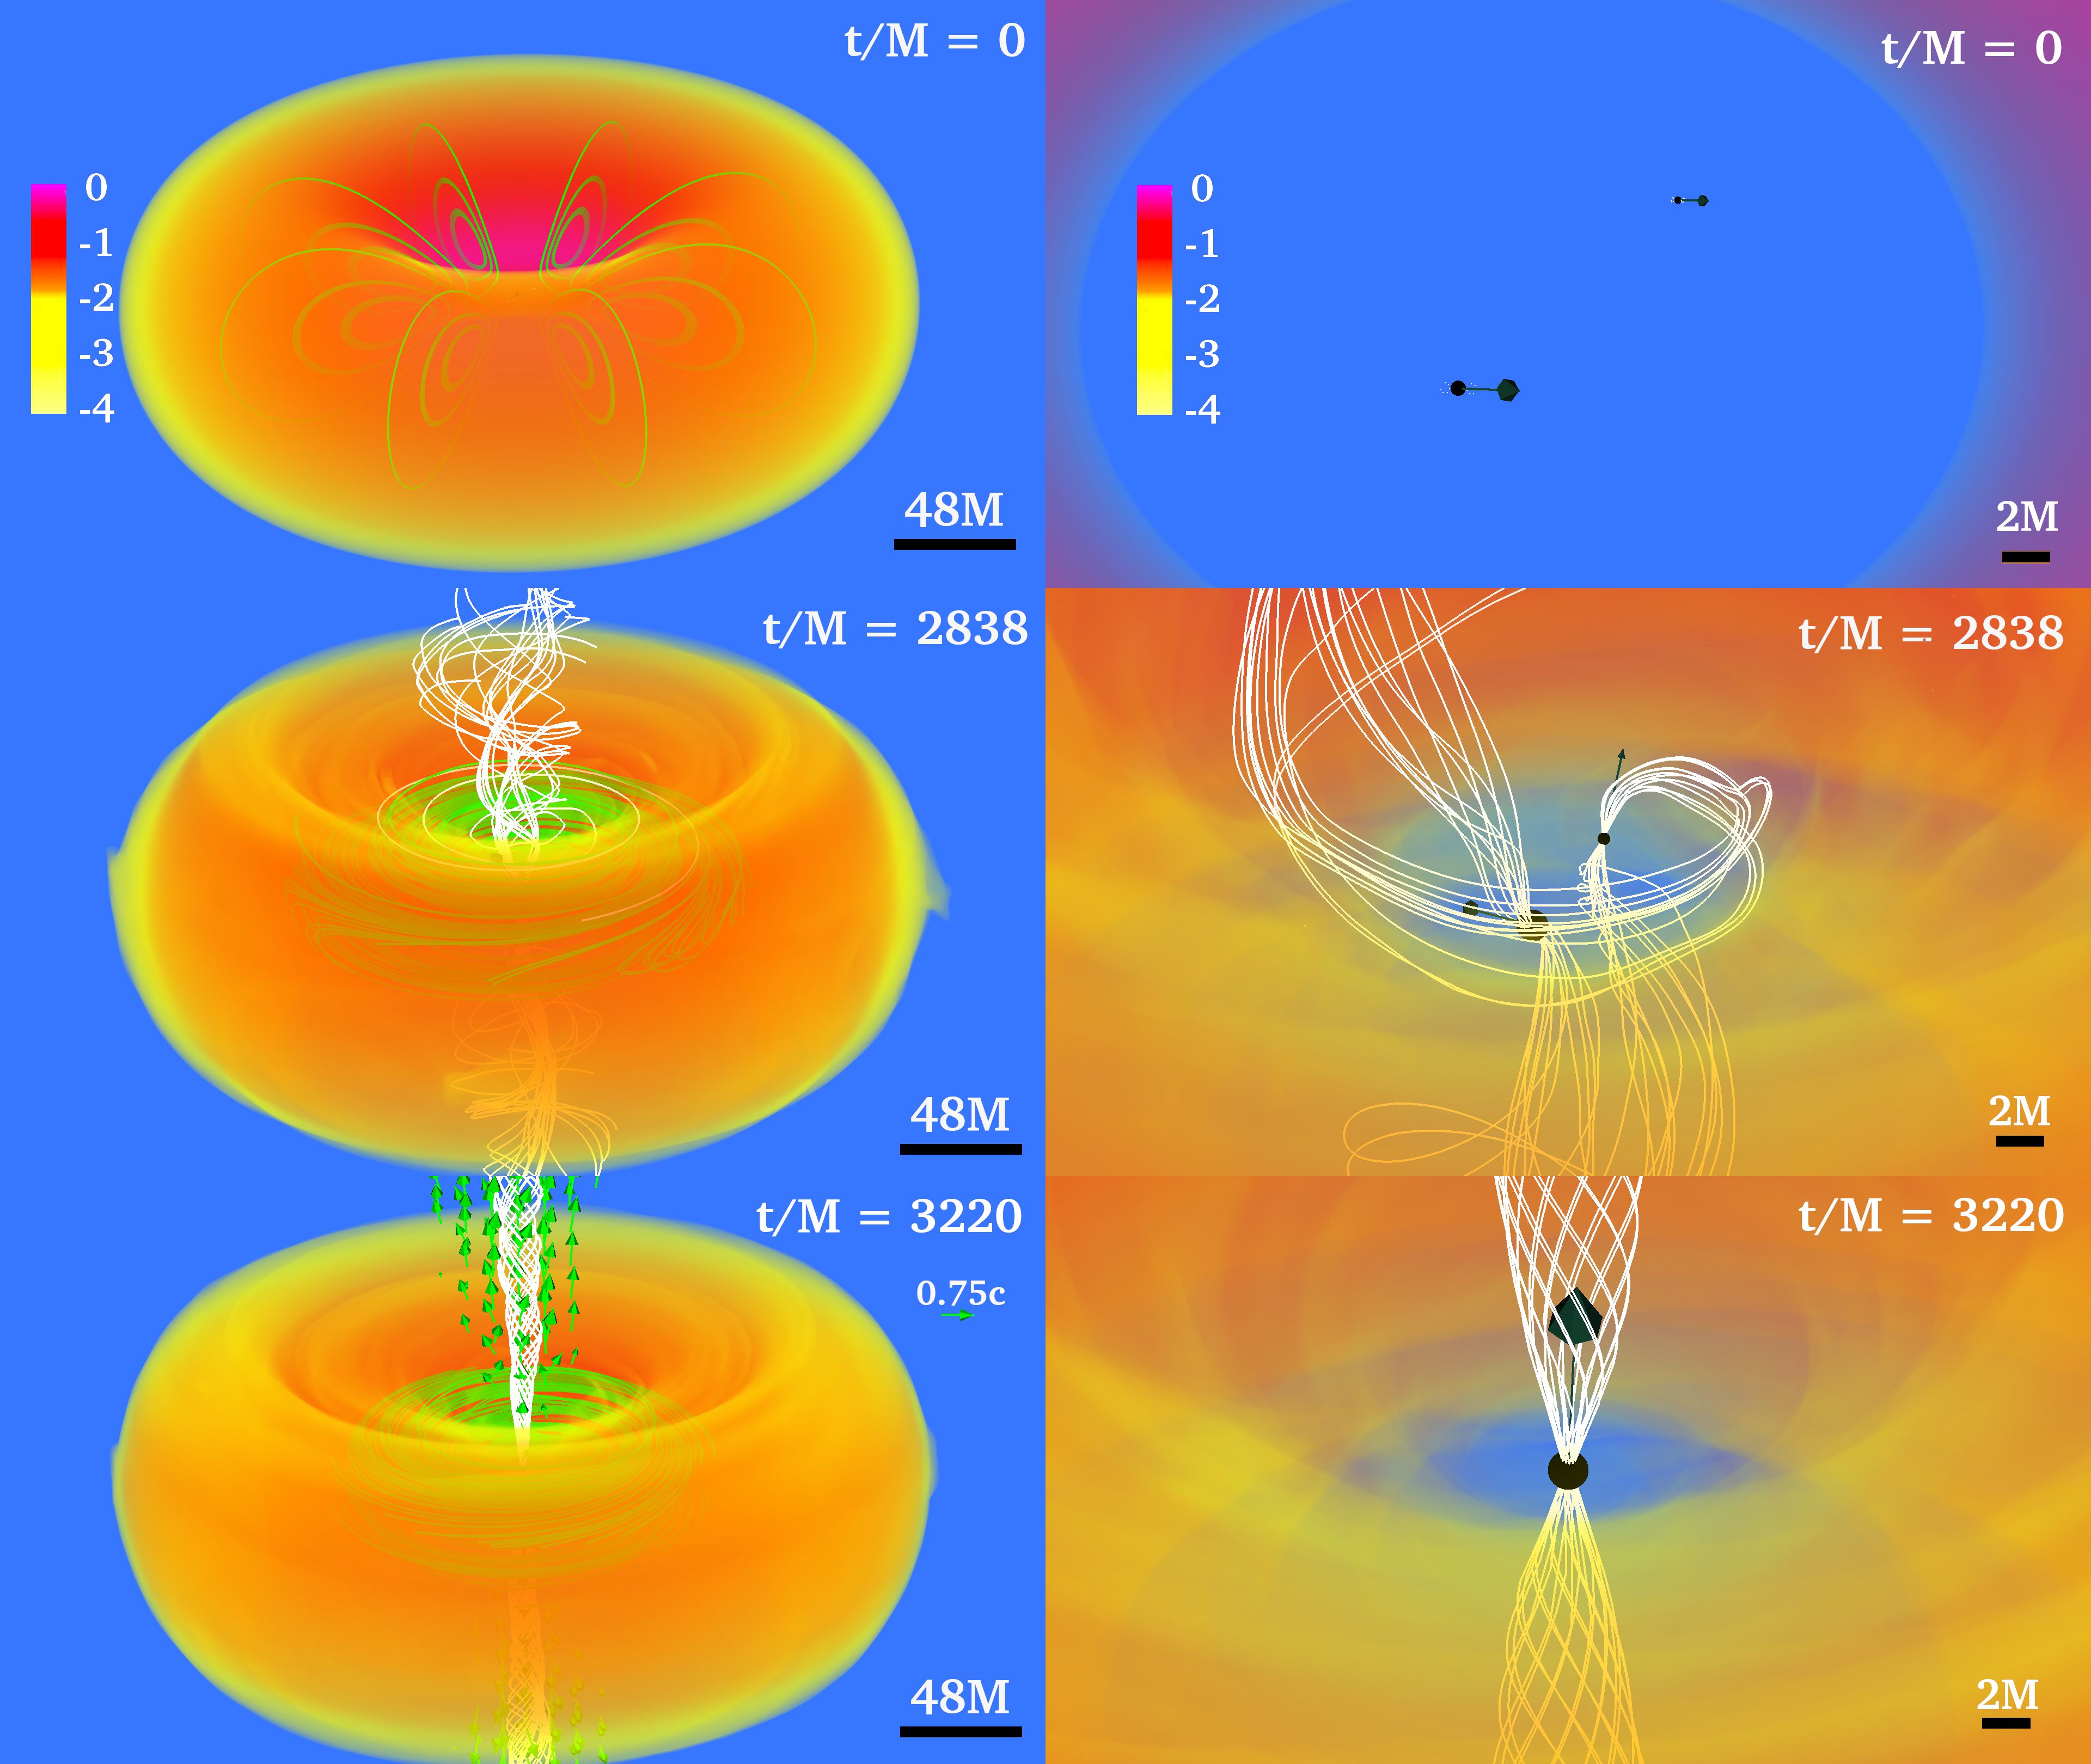 t/M = 0
0
-1
-2
-3
-4
48M
t/M = 0
0
-1
-2
-3
-4
2M
t/M = 2838
48M
t/M = 2838
2M
t/M = 3220
0.75c
48M
t/M = 3220
2M